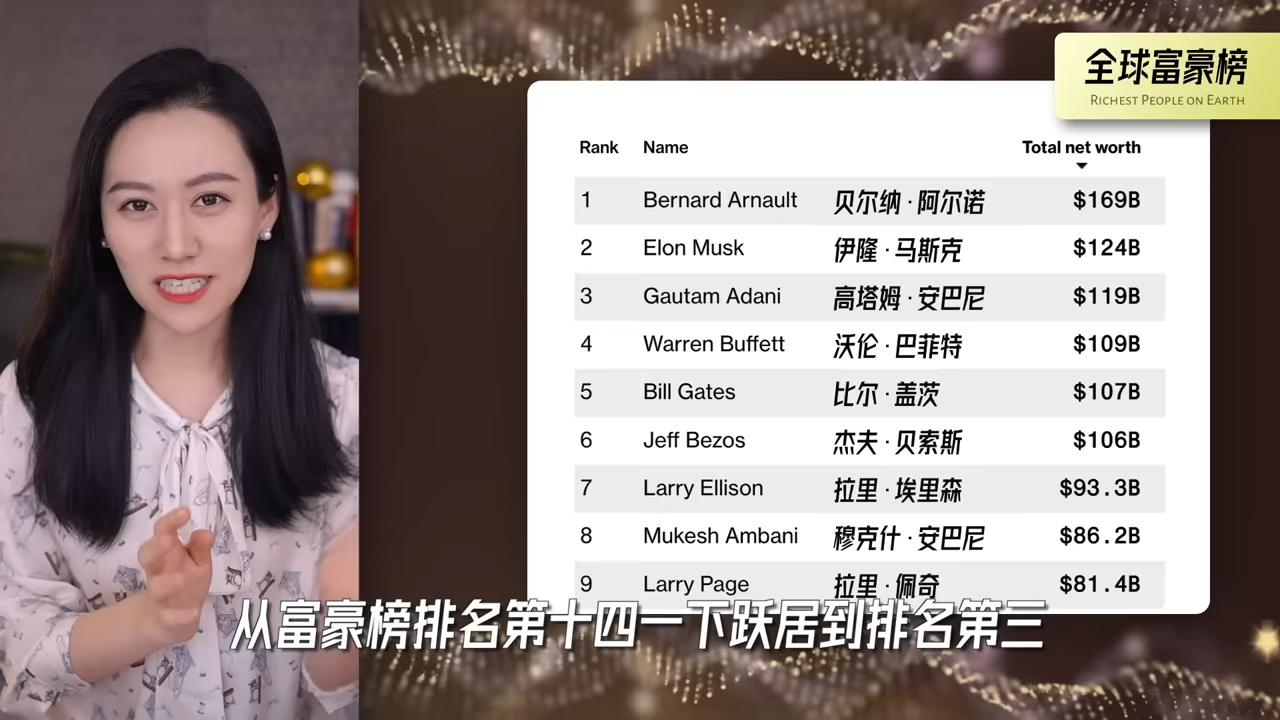 全球富豪榜
Richest People on Earth
Rank Name Total net worth
1 Bernard Arnault 贝尔纳·阿尔诺 $169B
2 Elon Musk 伊隆·马斯克 $124B
3 Gautam Adani 高塔姆·安巴尼 $119B
4 Warren Buffett 沃伦·巴菲特 $109B
5 Bill Gates 比尔·盖茨 $107B
6 Jeff Bezos 杰夫·贝索斯 $106B
7 Larry Ellison 拉里·埃里森 $93.3B
8 Mukesh Ambani 穆克什·安巴尼 $86.2B
9 Larry Page 拉里·佩奇 $81.4B
从富豪榜排名第十四一下跃居到排名第三